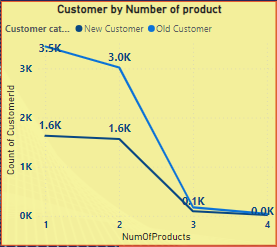 Customer by Number of product
Customer cat... New Customer Old Customer
3.5K
3.0K
3K
2K
1.6K
1.6K
1K
0.1K
0.0K
0K
1 2 3 4
NumOfProducts
Count of CustomerId